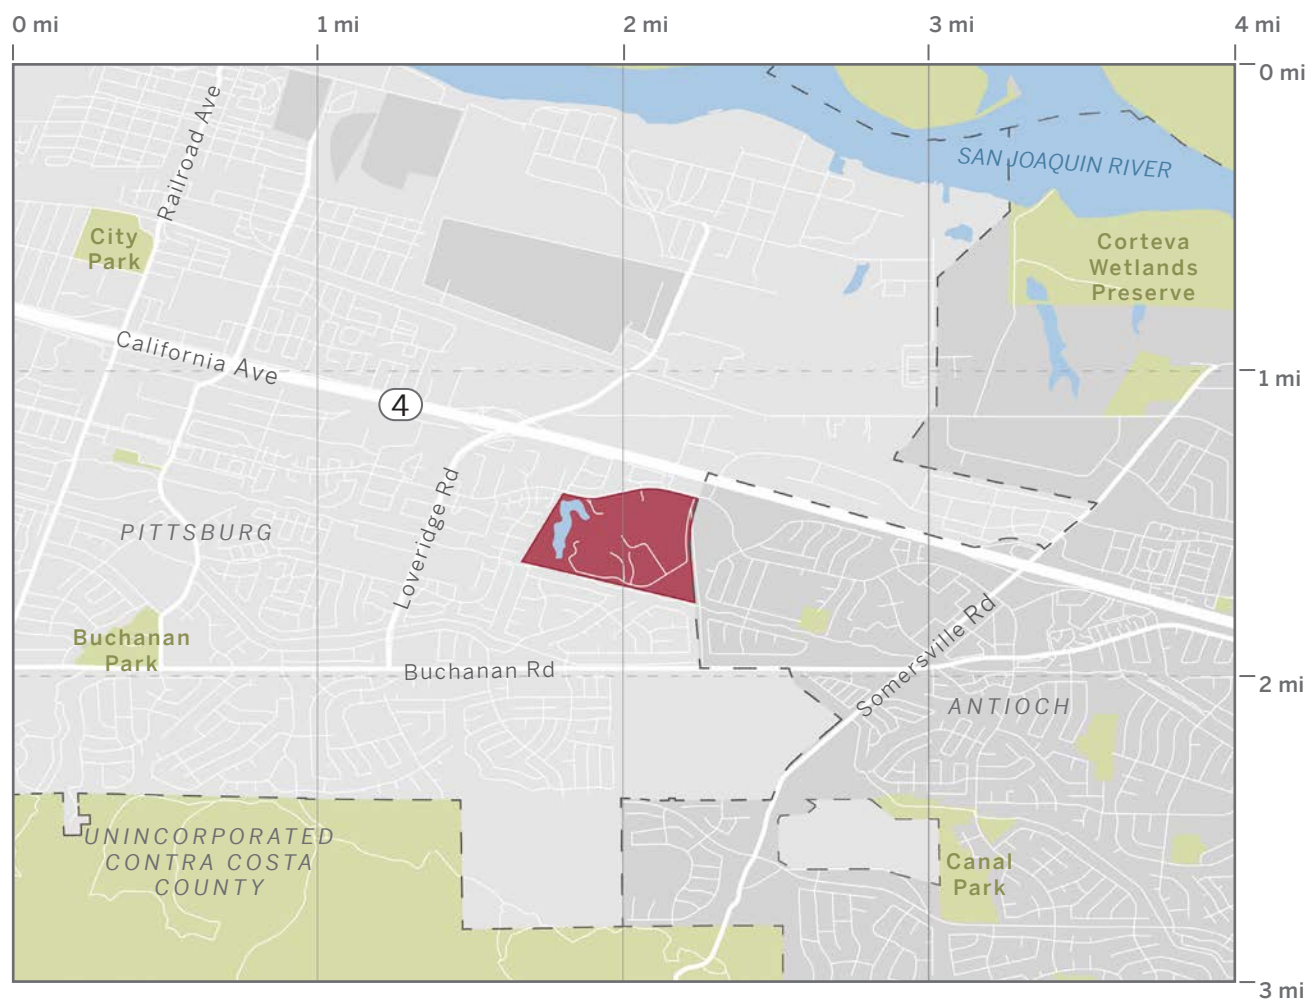 0 mi
1 mi
2 mi
3 mi
4 mi
0 mi
Railroad Ave
SAN JOAQUIN RIVER
City
Park
Corteva
Wetlands
Preserve
California Ave
1 mi
4
Loveridge Rd
PITTSBURG
Somersville Rd
Buchanan
Park
Buchanan Rd
2 mi
ANTIOCH
UNINCORPORATED
CONTRA COSTA
COUNTY
Canal
Park
3 mi